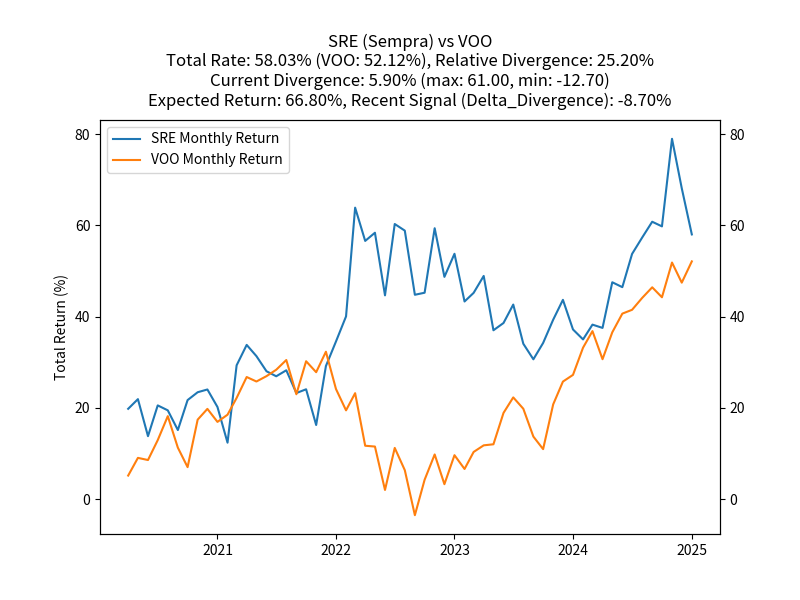 SRE (Sempra) vs VOO
Total Rate: 58.03% (VOO: 52.12%), Relative Divergence: 25.20%
Current Divergence: 5.90% (max: 61.00, min: -12.70)
Expected Return: 66.80%, Recent Signal (Delta_Divergence): -8.70%
SRE Monthly Return
VOO Monthly Return
Total Return (%)
80
60
40
20
0
80
60
40
20
0
2021 2022 2023 2024 2025